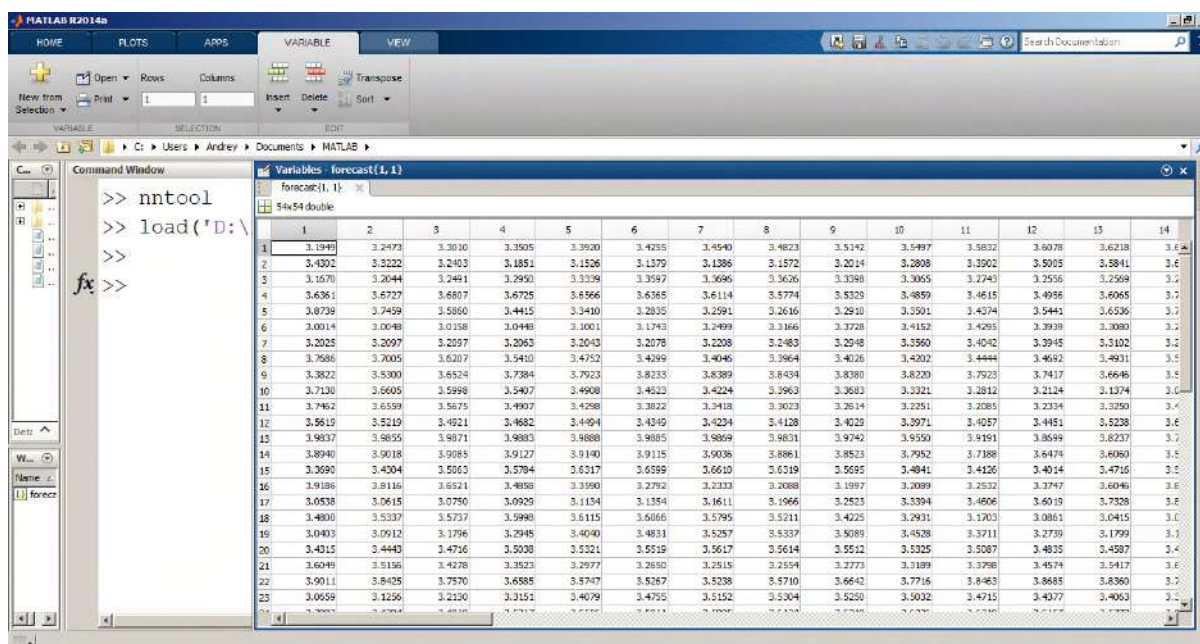 MATLAB R2014a
HOME PLOTS APPS VARIABLE VIEW Search Documentation
New from Selection Open Rows Columns Insert Delete Transpose
Print 1 1 Sort
VARIABLE SELECTION EDIT
C: Users Andrey Documents MATLAB
C... Command Window Variables - forecast{1, 1}
forecast{1, 1}
54x54 double
>> nntool
>> load('D:\
>>
fx >>
Deta
W...
Name
forece
1 2 3 4 5 6 7 8 9 10 11 12 13 14
1 3.1949 3.2473 3.3010 3.3505 3.3920 3.4255 3.4540 3.4823 3.5142 3.5497 3.5832 3.6078 3.6218
2 3.4302 3.3222 3.2403 3.1851 3.1526 3.1379 3.1386 3.1572 3.2014 3.2808 3.3902 3.5005 3.5841
3 3.1670 3.2044 3.2491 3.2950 3.3339 3.3597 3.3696 3.3626 3.3398 3.3065 3.2743 3.2556 3.2569
4 3.6361 3.6727 3.6807 3.6725 3.6566 3.6365 3.6114 3.5774 3.5329 3.4859 3.4615 3.4956 3.6065
5 3.8739 3.7459 3.5860 3.4415 3.3410 3.2835 3.2591 3.2616 3.2910 3.3501 3.4374 3.5441 3.6536
6 3.0014 3.0048 3.0158 3.0448 3.1001 3.1743 3.2499 3.3166 3.3728 3.4152 3.4295 3.3939 3.3080
7 3.2025 3.2097 3.2097 3.2063 3.2043 3.2078 3.2208 3.2483 3.2948 3.3560 3.4042 3.3945 3.3102
8 3.7686 3.7005 3.6207 3.5410 3.4752 3.4299 3.4046 3.3964 3.4026 3.4202 3.4444 3.4692 3.4931
9 3.3822 3.5300 3.6524 3.7384 3.7923 3.8233 3.8389 3.8434 3.8380 3.8220 3.7923 3.7417 3.6646
10 3.7130 3.6605 3.5998 3.5407 3.4908 3.4523 3.4224 3.3963 3.3683 3.3321 3.2812 3.2124 3.1374
11 3.7462 3.6559 3.5675 3.4907 3.4298 3.3822 3.3418 3.3023 3.2614 3.2251 3.2085 3.2334 3.3250
12 3.5619 3.5219 3.4921 3.4682 3.4494 3.4349 3.4234 3.4128 3.4029 3.3971 3.4057 3.4451 3.5238
13 3.9837 3.9855 3.9871 3.9883 3.9888 3.9885 3.9869 3.9831 3.9742 3.9550 3.9191 3.8699 3.8237
14 3.8940 3.9018 3.9085 3.9127 3.9140 3.9115 3.9036 3.8861 3.8523 3.7952 3.7188 3.6474 3.6060
15 3.3690 3.4304 3.5063 3.5784 3.6317 3.6599 3.6610 3.6319 3.5695 3.4841 3.4126 3.4014 3.4716
16 3.9186 3.8116 3.6521 3.4858 3.3590 3.2792 3.2333 3.2088 3.1997 3.2089 3.2532 3.3747 3.6046
17 3.0538 3.0615 3.0750 3.0929 3.1134 3.1354 3.1611 3.1966 3.2523 3.3394 3.4606 3.6019 3.7328
18 3.4800 3.5337 3.5737 3.5998 3.6115 3.6066 3.5795 3.5211 3.4225 3.2931 3.1703 3.0861 3.0415
19 3.0403 3.0912 3.1796 3.2945 3.4040 3.4831 3.5257 3.5337 3.5089 3.4528 3.3711 3.2739 3.1799
20 3.4315 3.4443 3.4716 3.5038 3.5321 3.5519 3.5617 3.5614 3.5512 3.5325 3.5087 3.4835 3.4587
21 3.6049 3.5156 3.4278 3.3523 3.2977 3.2650 3.2515 3.2554 3.2773 3.3189 3.3798 3.4574 3.5417
22 3.9011 3.8425 3.7570 3.6585 3.5747 3.5267 3.5238 3.5710 3.6642 3.7716 3.8463 3.8685 3.8360
23 3.0659 3.1256 3.2130 3.3151 3.4079 3.4755 3.5152 3.5304 3.5250 3.5032 3.4715 3.4377 3.4063